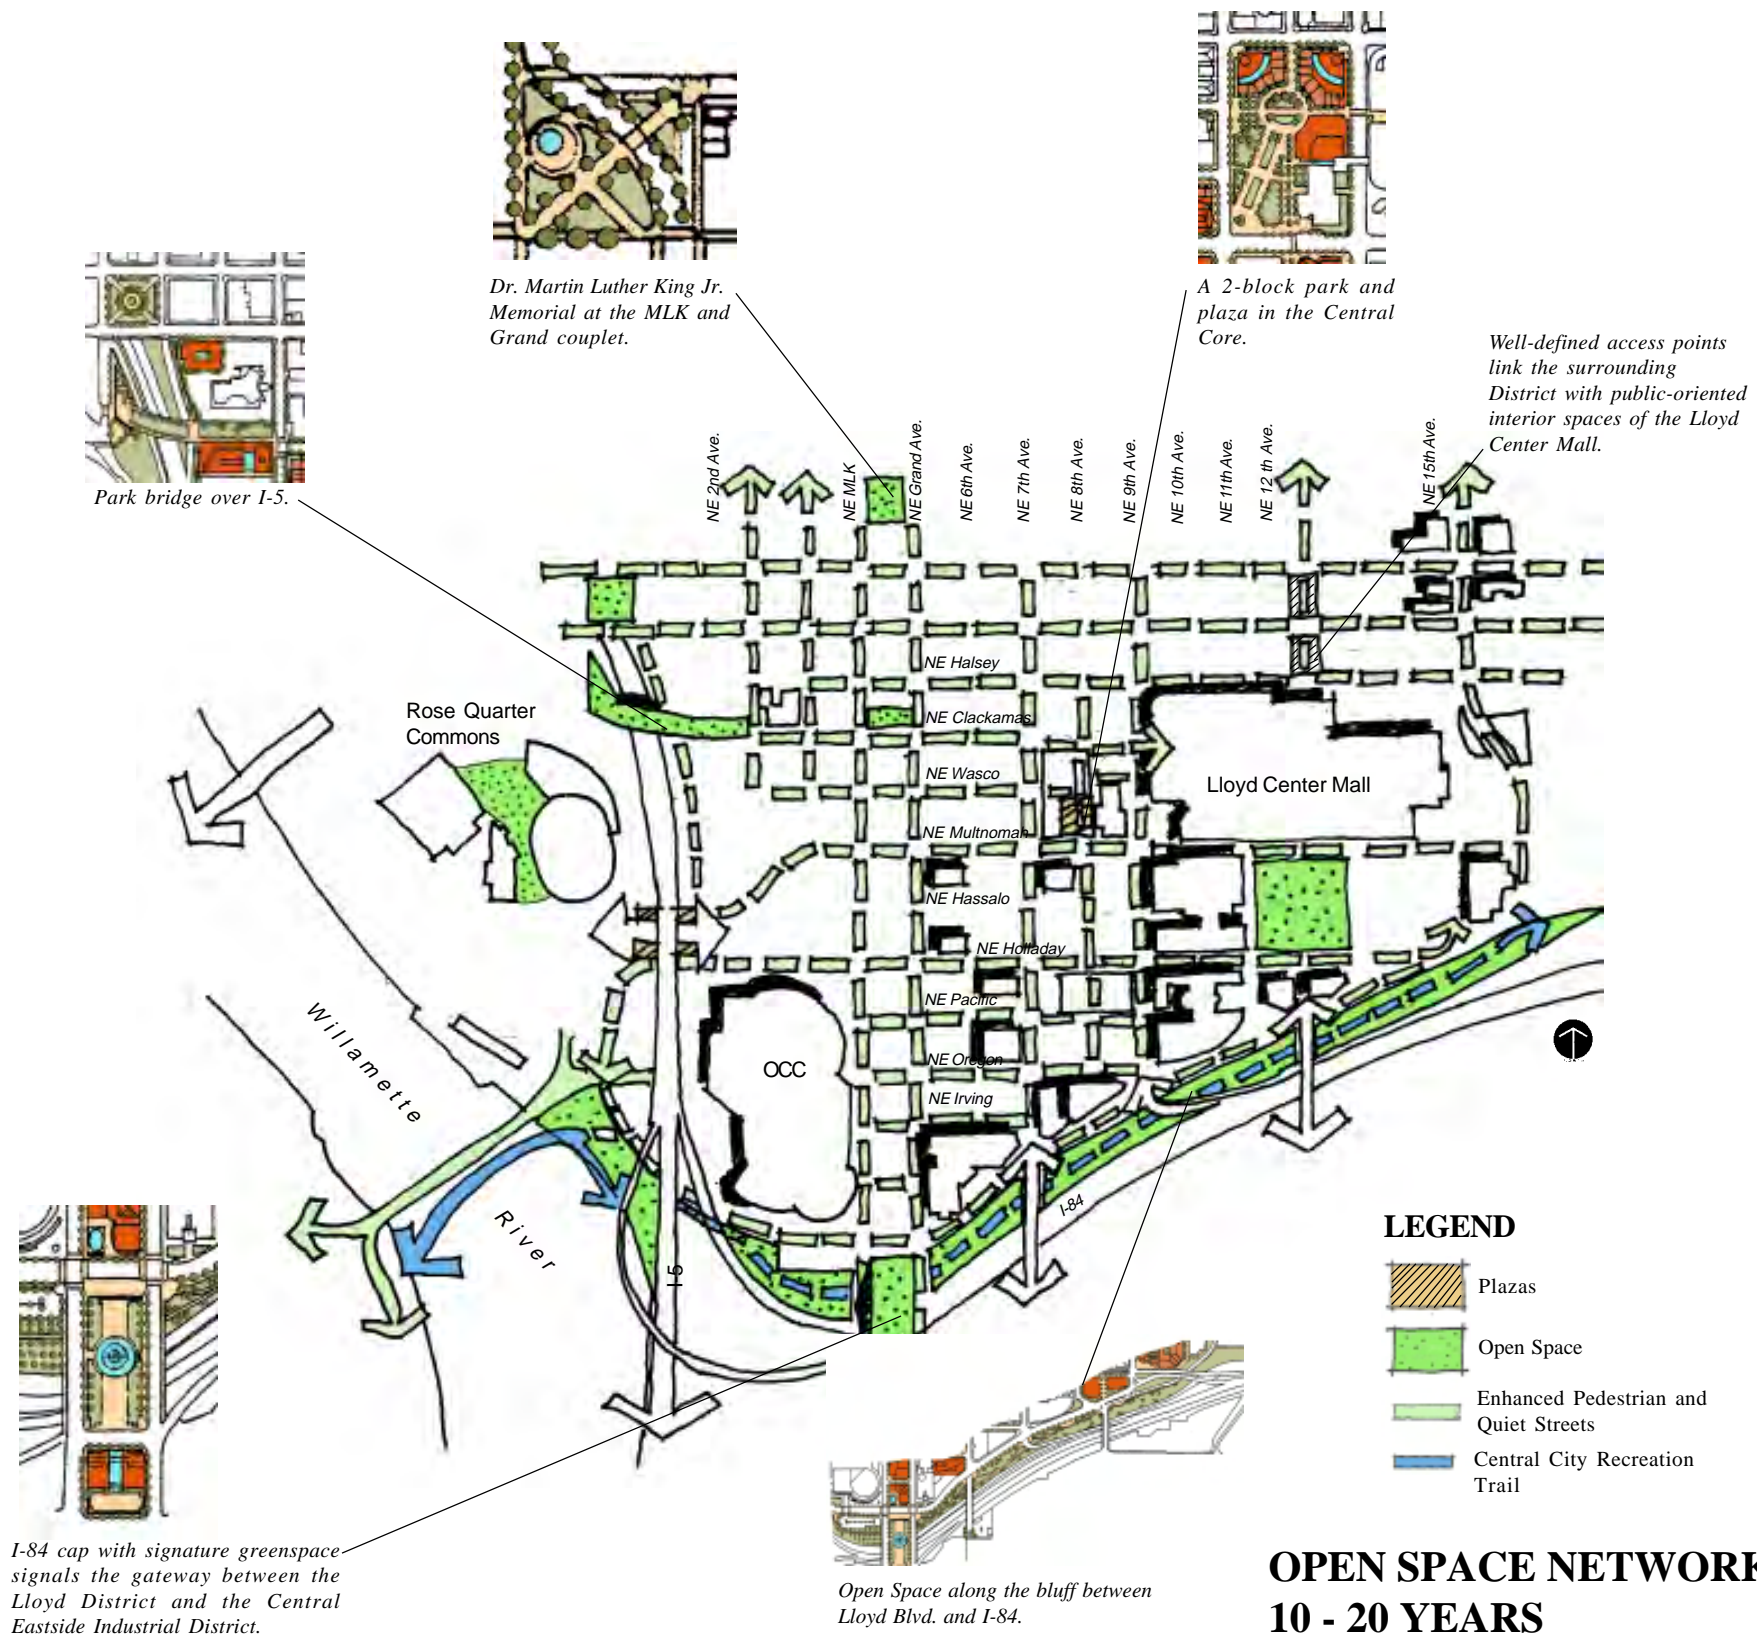 Dr. Martin Luther King Jr.
Memorial at the MLK and
Grand couplet.
A 2-block park and
plaza in the Central
Core.
Well-defined access points
link the surrounding
District with public-oriented
interior spaces of the Lloyd
Center Mall.
Park bridge over I-5.
NE 2nd Ave.
NE MLK
NE Grand Ave.
NE 6th Ave.
NE 7th Ave.
NE 8th Ave.
NE 9th Ave.
NE 10th Ave.
NE 11th Ave.
NE 12 th Ave.
NE 15th Ave.
NE Halsey
Rose Quarter
Commons
NE Clackamas
NE Wasco
Lloyd Center Mall
NE Multnomah
NE Hassalo
NE Holladay
NE Pacific
Willamette
OCC
NE Oregon
NE Irving
River
I-84
I-5
LEGEND
Plazas
Open Space
Enhanced Pedestrian and
Quiet Streets
Central City Recreation
Trail
I-84 cap with signature greenspace
signals the gateway between the
Lloyd District and the Central
Eastside Industrial District.
Open Space along the bluff between
Lloyd Blvd. and I-84.
OPEN SPACE NETWORK
10 - 20 YEARS